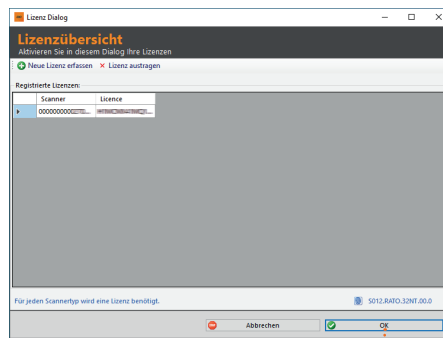 Lizenz Dialog
Lizenzübersicht
Aktivieren Sie in diesem Dialog Ihre Lizenzen
Neue Lizenz erfassen Lizenz austragen
Registrierte Lizenzen:
Scanner Licence
Für jeden Scannertyp wird eine Lizenz benötigt. S012.RATO.32NT.00.0
Abbrechen OK